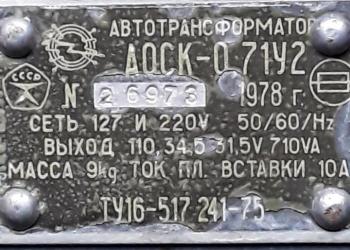 АВТОТРАНСФОРМАТОР
АОСК-0,71У2
СССР
N 26973 1978 г.
СЕТЬ 127 И 220V 50/60/Hz
ВЫХОД 110,34.5 31,5V 710VA
МАССА 9kg ТОК ПЛ. ВСТАВКИ 10А
ТУ16-517 241-75